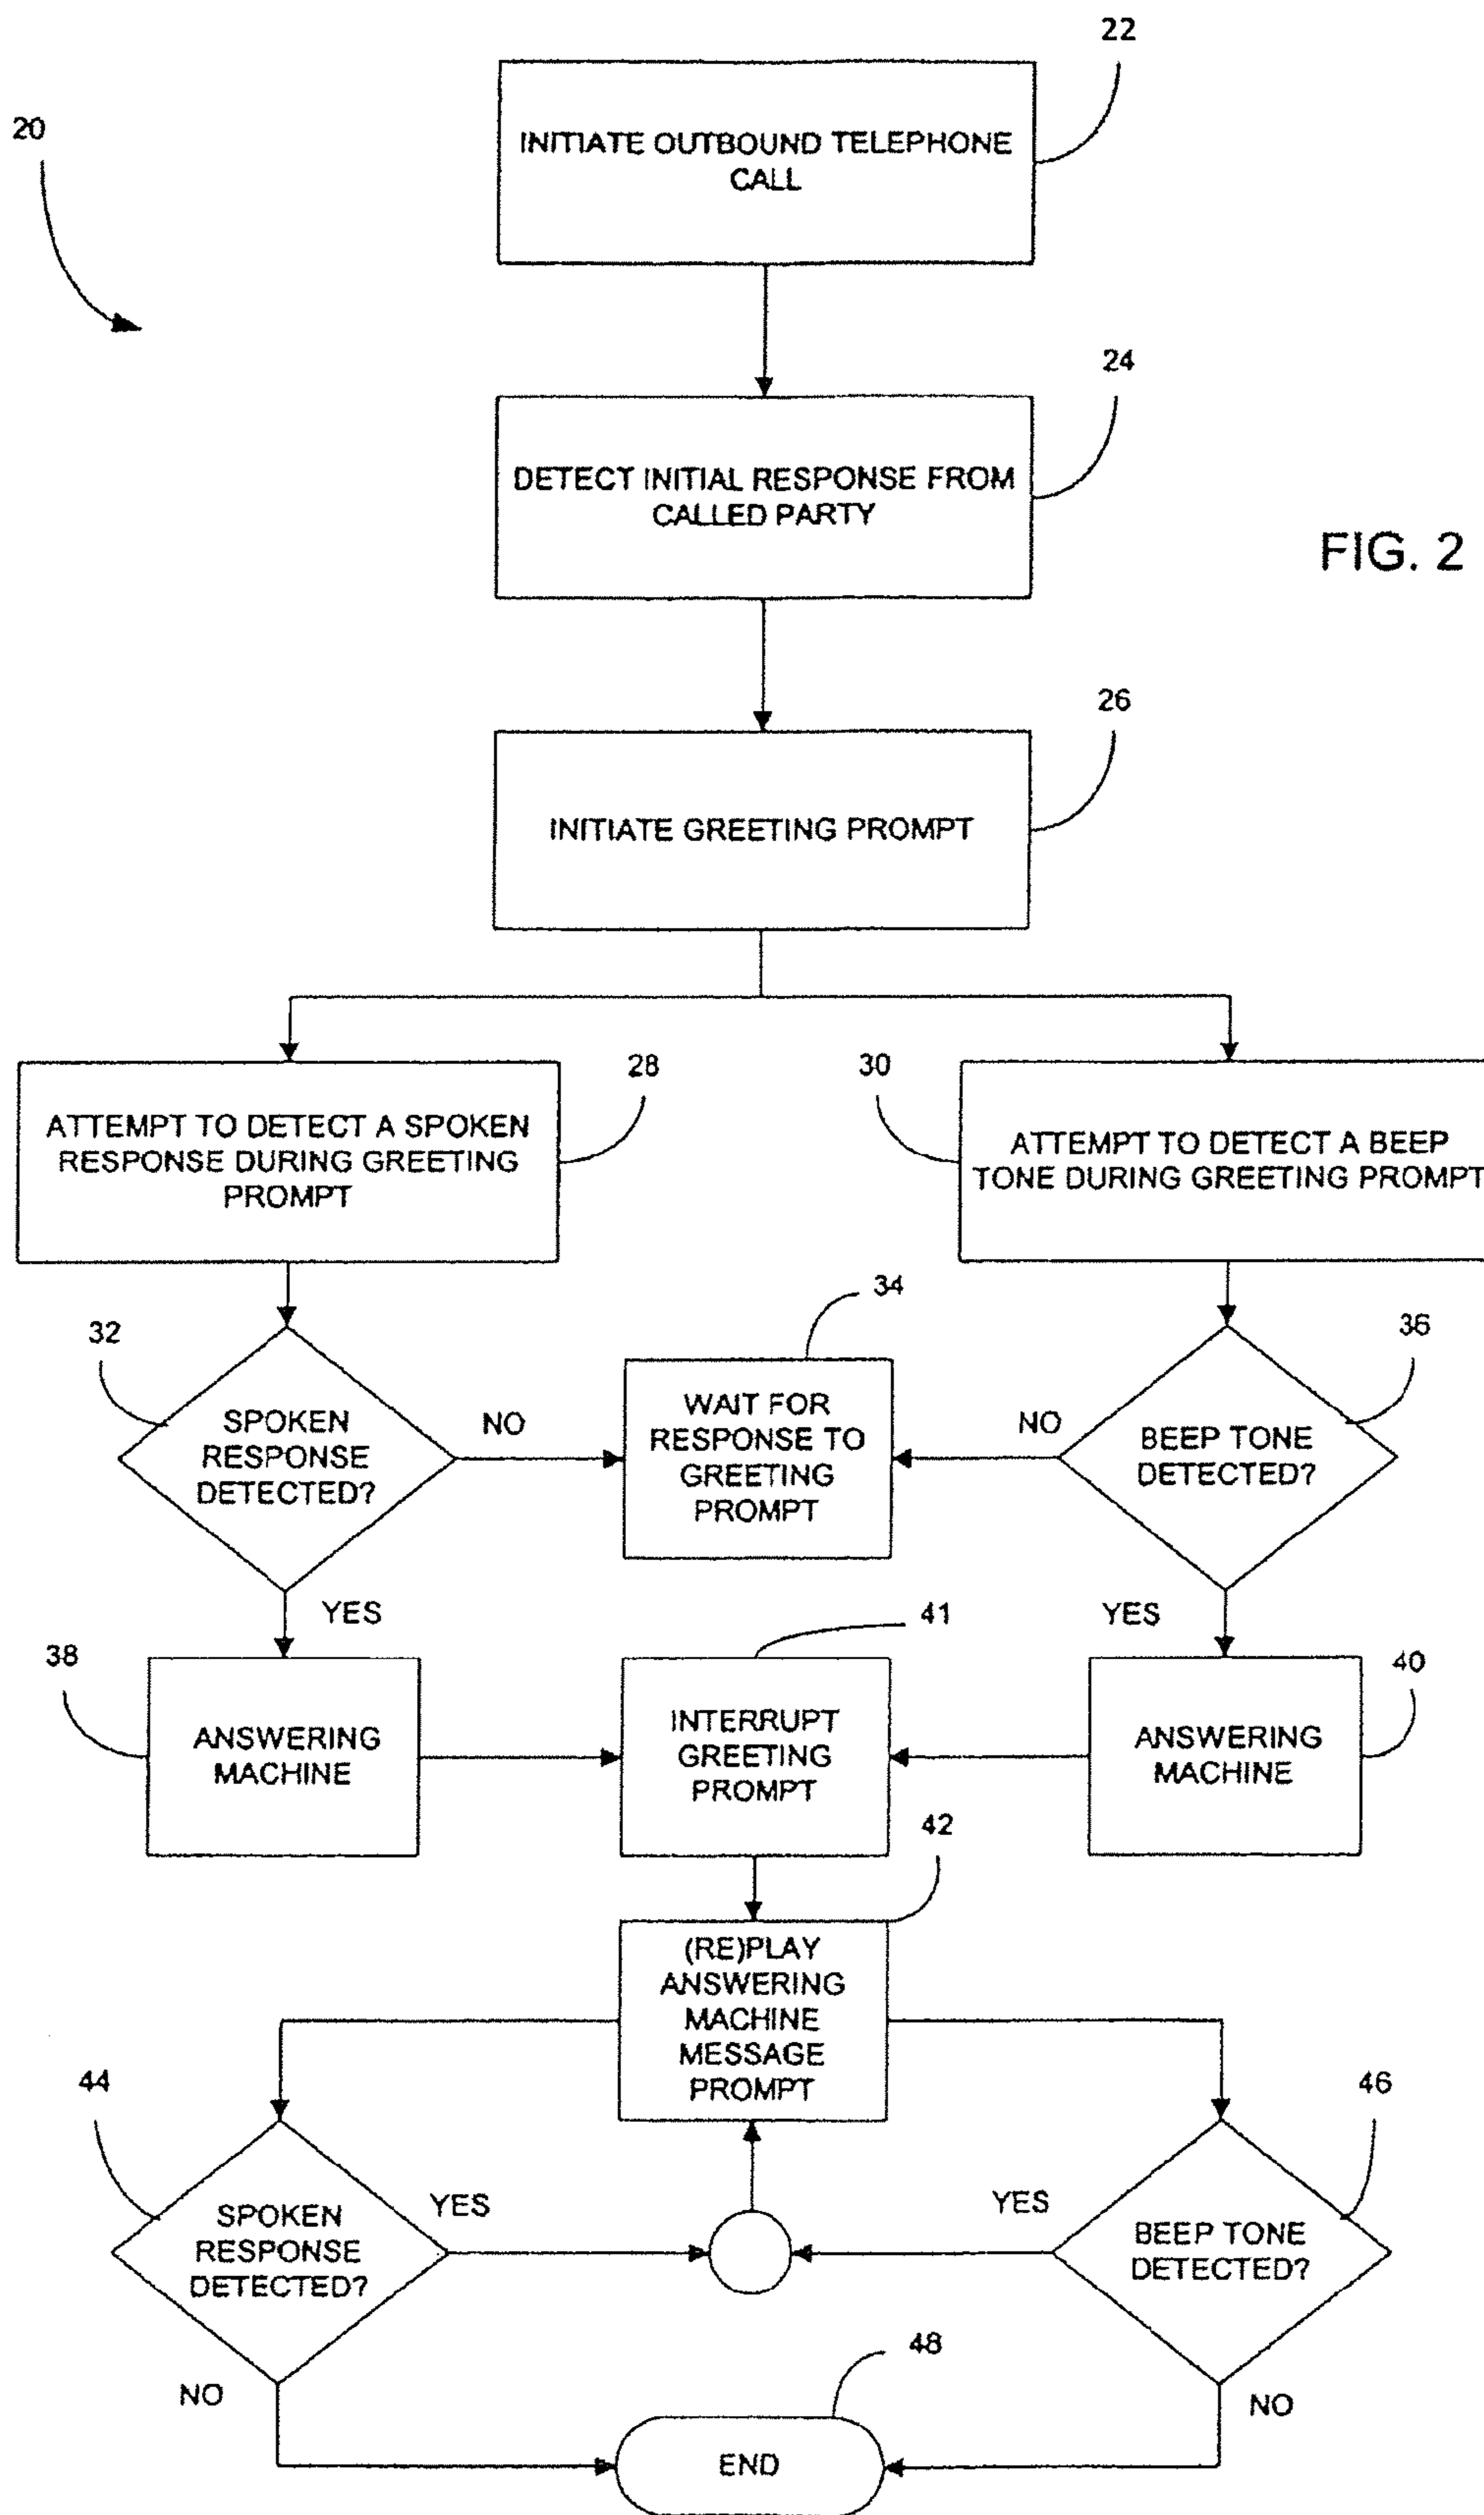 22
20
INITIATE OUTBOUND TELEPHONE
CALL
24
DETECT INITIAL RESPONSE FROM
CALLED PARTY
FIG. 2
26
INITIATE GREETING PROMPT
28
30
ATTEMPT TO DETECT A SPOKEN
RESPONSE DURING GREETING
PROMPT
ATTEMPT TO DETECT A BEEP
TONE DURING GREETING PROMPT
34
32
36
SPOKEN
RESPONSE
DETECTED?
NO
WAIT FOR
RESPONSE TO
GREETING
PROMPT
NO
BEEP TONE
DETECTED?
YES
41
YES
38
40
ANSWERING
MACHINE
INTERRUPT
GREETING
PROMPT
ANSWERING
MACHINE
42
(RE)PLAY
ANSWERING
MACHINE
MESSAGE
PROMPT
44
46
SPOKEN
RESPONSE
DETECTED?
YES
YES
BEEP TONE
DETECTED?
48
NO
NO
END